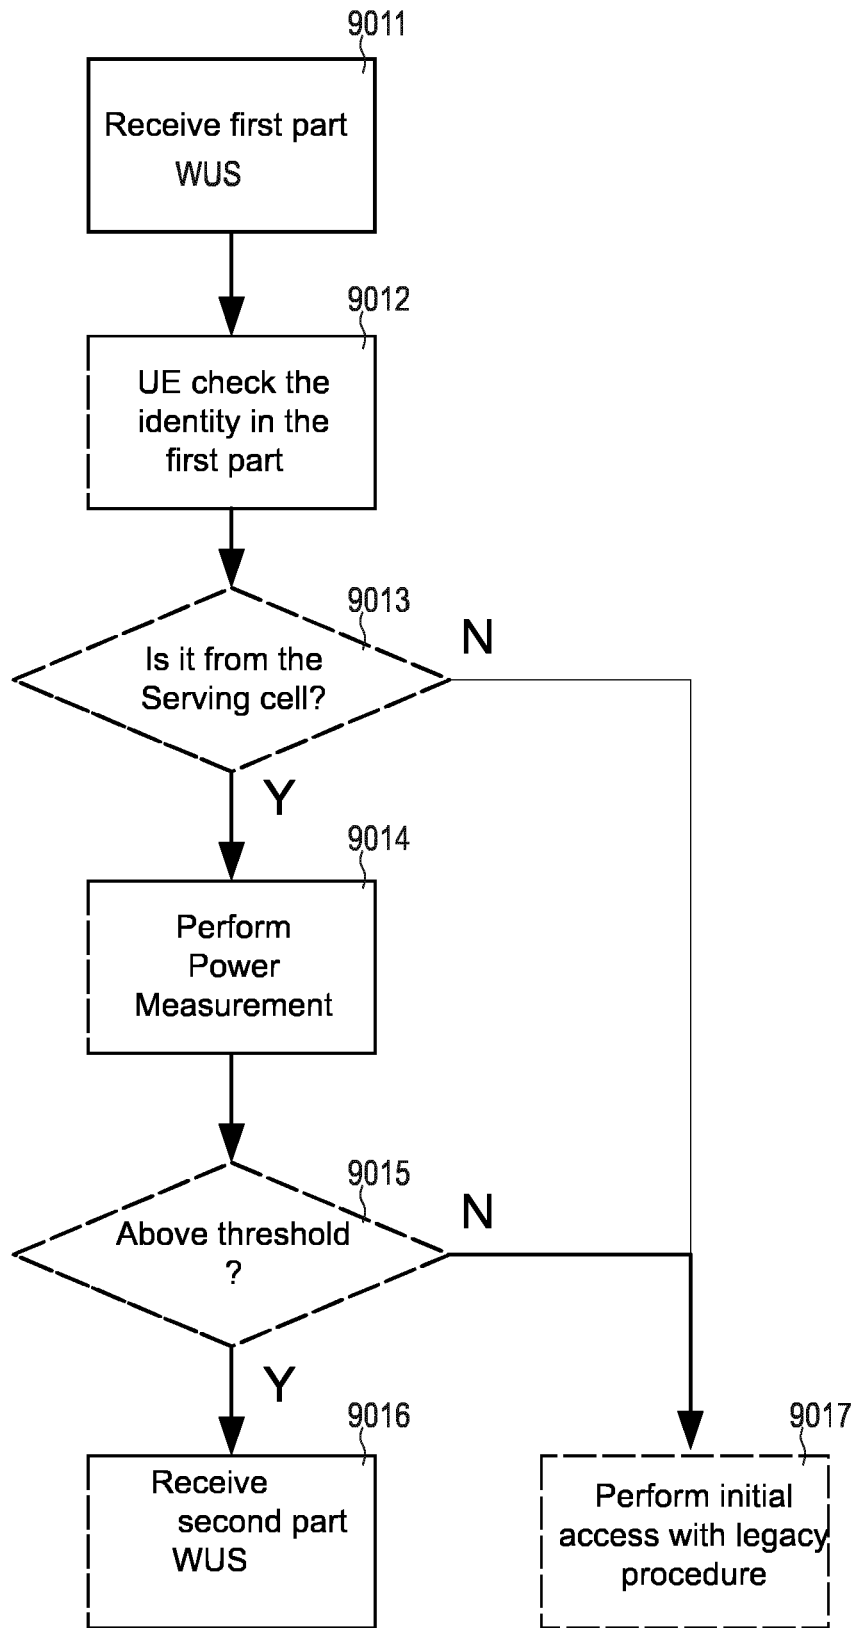 9011
Receive first part
WUS
9012
UE check the
identity in the
first part
9013
N
Is it from the
Serving cell?
Y
9014
Perform
Power
Measurement
9015
N
Above threshold
?
Y
9016
Receive
second part
WUS
9017
Perform initial
access with legacy
procedure